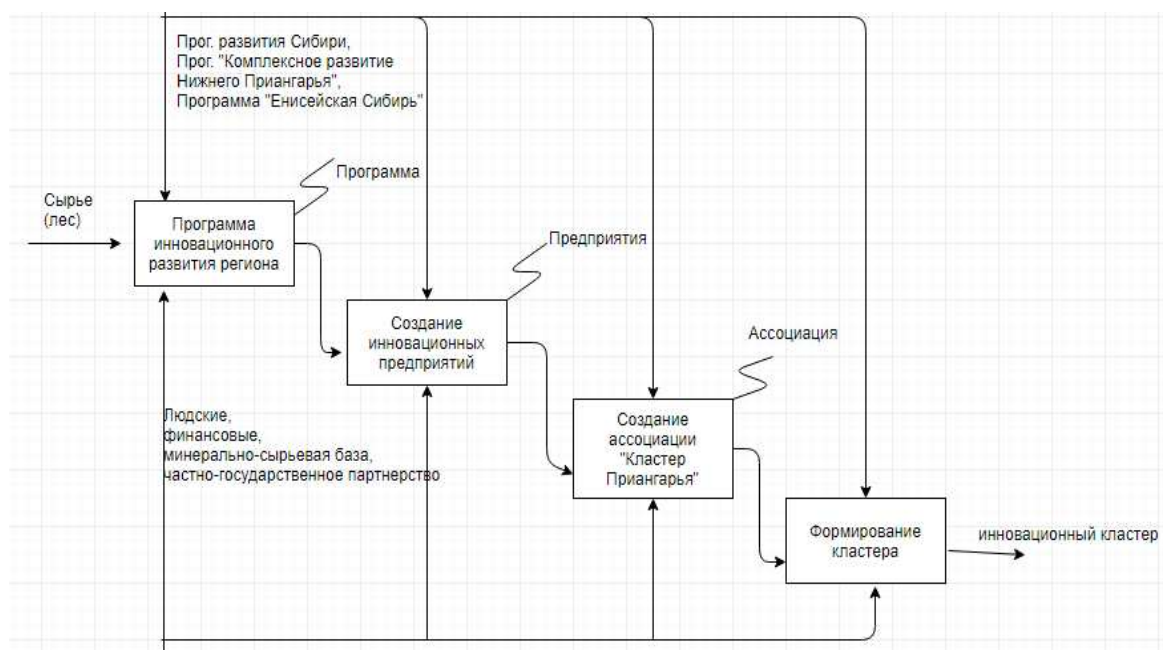 Прог. развития Сибири,
Прог. "Комплексное развитие
Нижнего Приангарья",
Программа "Енисейская Сибирь"
Программа
Сырье
(лес)
Программа
инновационного
развития региона
Предприятия
Создание
инновационных
предприятий
Ассоциация
Людские,
финансовые,
минерально-сырьевая база,
частно-государственное партнерство
Создание
ассоциации
"Кластер
Приангарья"
Формирование
кластера
инновационный кластер